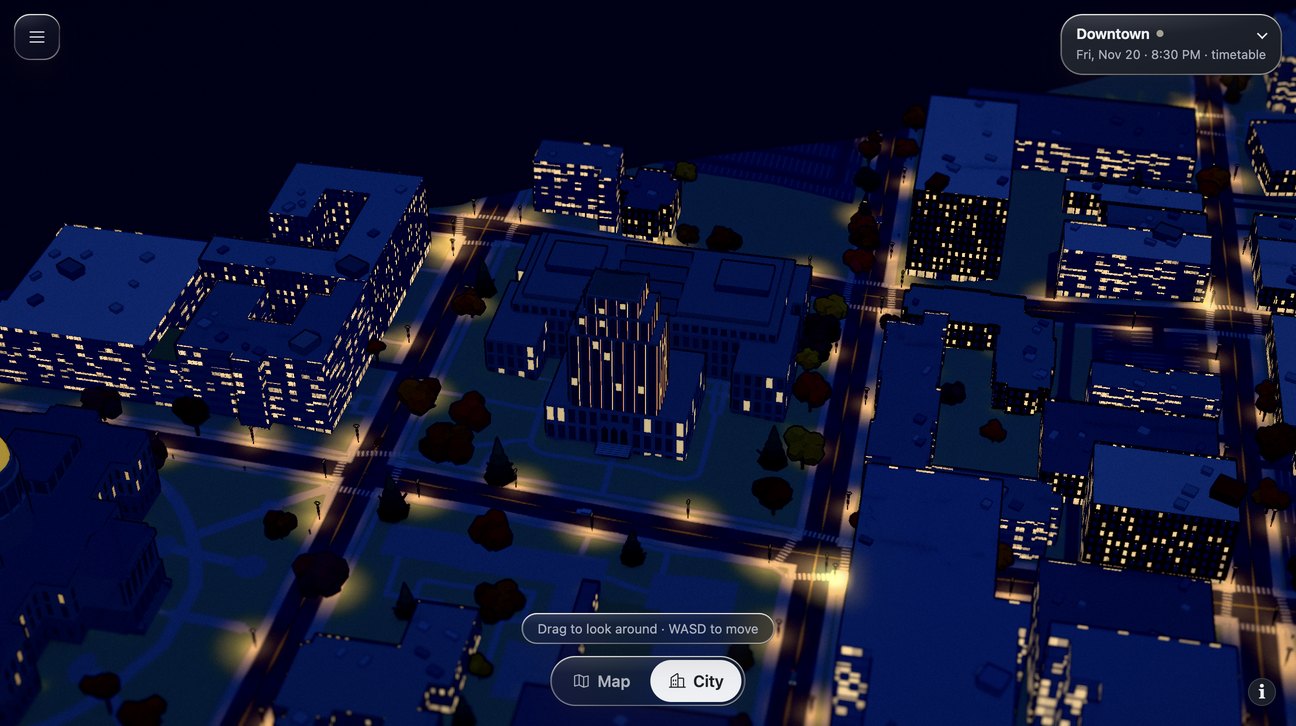 Downtown
Fri, Nov 20 · 8:30 PM · timetable
Drag to look around · WASD to move
Map
City
i